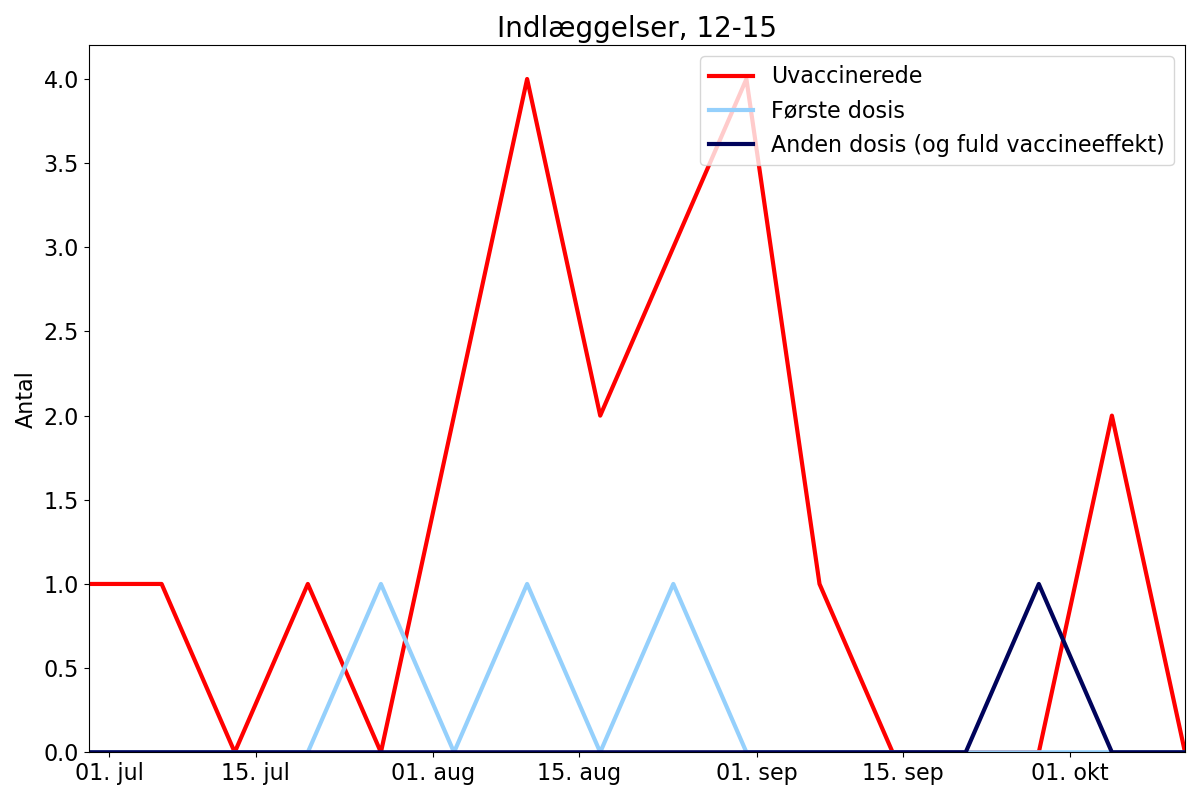 Indlæggelser, 12-15
Uvaccinerede
Første dosis
Anden dosis (og fuld vaccineeffekt)
Antal
4.0
3.5
3.0
2.5
2.0
1.5
1.0
0.5
0.0
01. jul 15. jul 01. aug 15. aug 01. sep 15. sep 01. okt